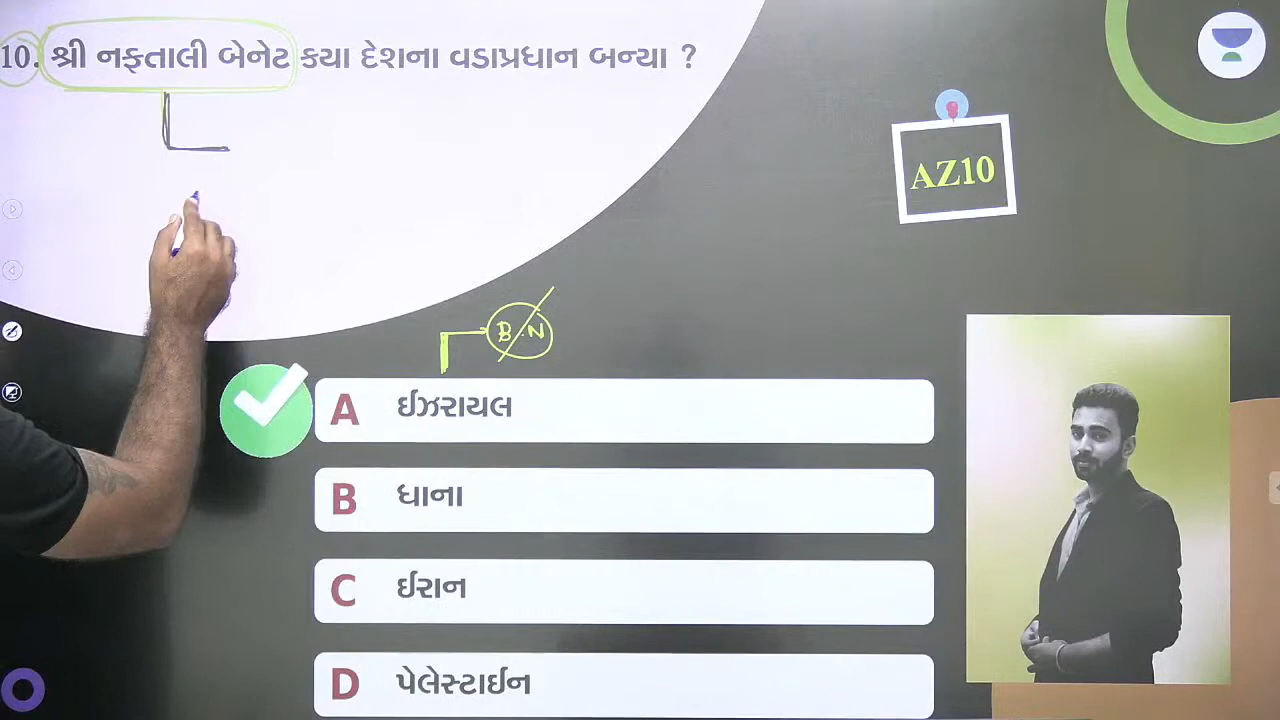 10. શ્રી નફતાલી બેનેટ કયા દેશના વડાપ્રધાન બન્યા ?
AZ10
B/N
A ઈઝરાયલ
B ધાના
C ઈરાન
D પેલેસ્ટાઈન